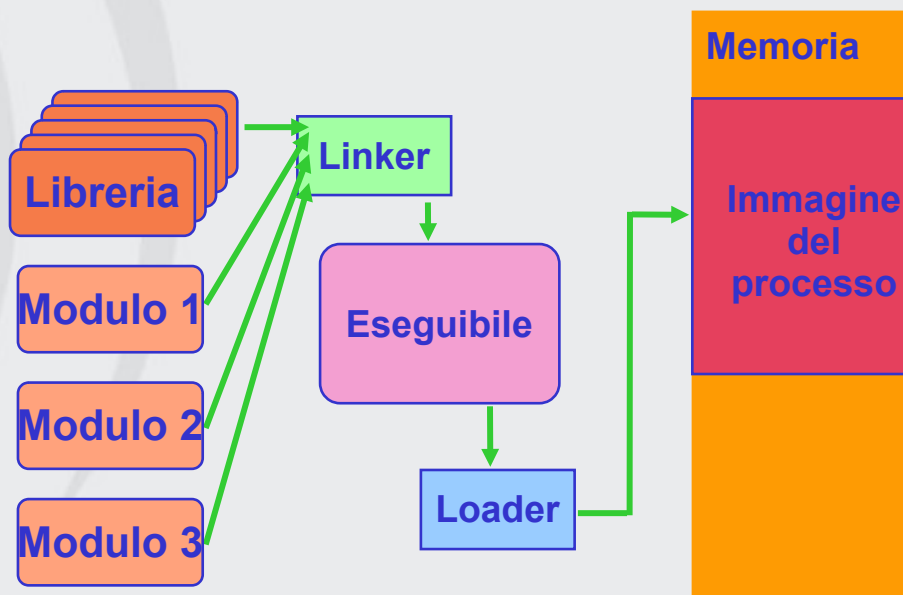 Memoria
Libreria
Linker
Modulo 1
Modulo 2
Modulo 3
Eseguibile
Loader
Immagine
del
processo